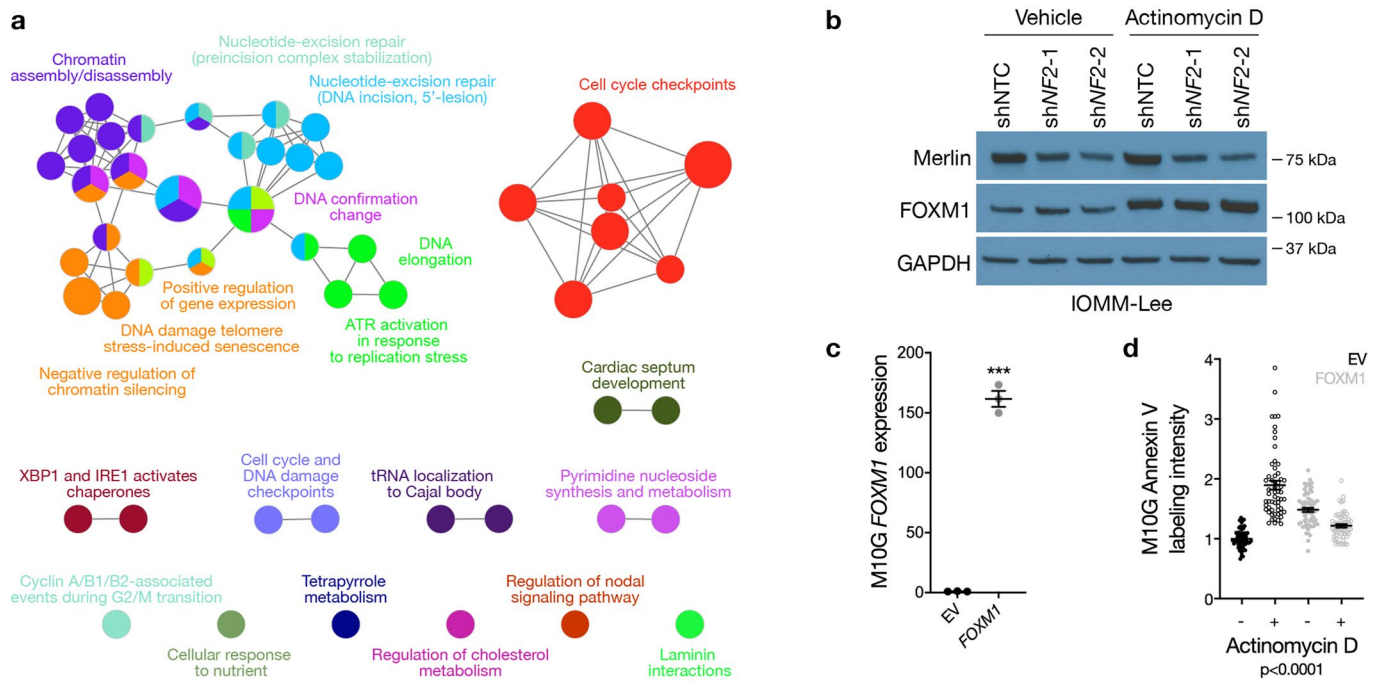 a
Chromatin
assembly/disassembly
Nucleotide-excision repair
(preincision complex stabilization)
Nucleotide-excision repair
(DNA incision, 5'-lesion)
Cell cycle checkpoints
DNA confirmation
change
DNA
elongation
Positive regulation
of gene expression
DNA damage telomere
stress-induced senescence
ATR activation
in response
to replication stress
Negative regulation of
chromatin silencing
Cardiac septum
development
XBP1 and IRE1 activates
chaperones
Cell cycle and
DNA damage
checkpoints
tRNA localization
to Cajal body
Pyrimidine nucleoside
synthesis and metabolism
Cyclin A/B1/B2-associated
events during G2/M transition
Tetrapyrrole
metabolism
Regulation of nodal
signaling pathway
Cellular response
to nutrient
Regulation of cholesterol
metabolism
Laminin
interactions
b
Vehicle
Actinomycin D
shNTC
shNF2-1
shNF2-2
shNTC
shNF2-1
shNF2-2
Merlin
75 kDa
FOXM1
100 kDa
37 kDa
GAPDH
IOMM-Lee
c
M10G FOXM1 expression
200
150
100
50
0
***
EV
FOXM1
d
M10G Annexin V
labeling intensity
4
3
2
1
0
EV
FOXM1
- + - +
Actinomycin D
p<0.0001